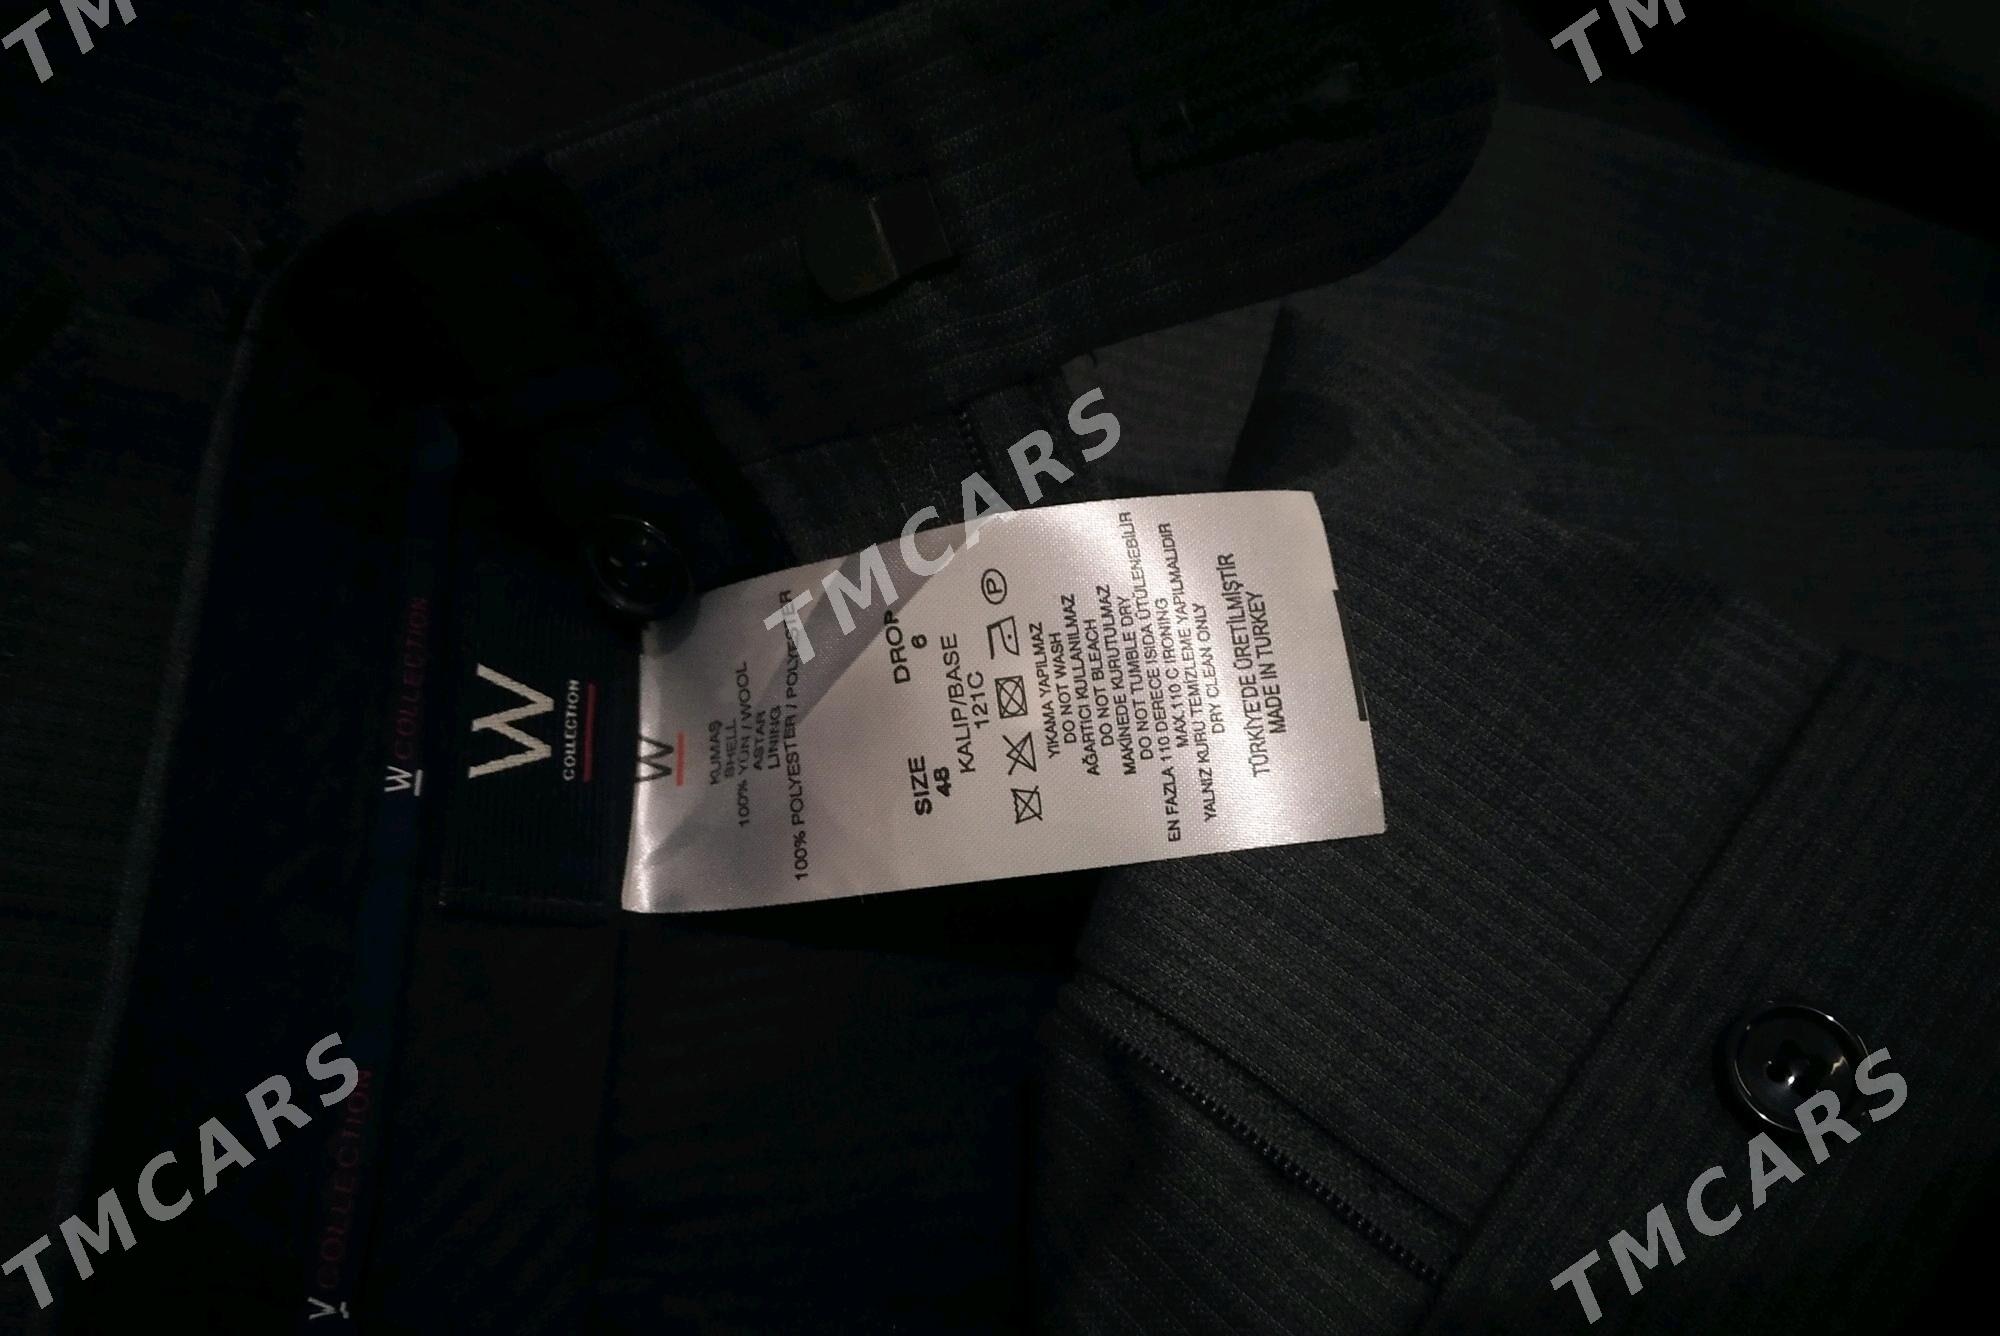 TM
TM
TMCARS
TMCARS
TMCARS
W COLLECTION
W COLLECTION
W
COLLECTION
W
KUMAŞ
SHELL
100% YÜN / WOOL
ASTAR
LINING
100% POLYESTER / POLYESTER
SIZE DROP
48 6
KALIP/BASE
121C
P
YIKAMA YAPILMAZ
DO NOT WASH
AĞARTICI KULLANILMAZ
DO NOT BLEACH
MAKİNEDE KURUTULMAZ
DO NOT TUMBLE DRY
EN FAZLA 110 DERECE ISIDA ÜTÜLENEBİLİR
MAX.110 C IRONING
YALNIZ KURU TEMİZLEME YAPILMALIDIR
DRY CLEAN ONLY
TÜRKİYE'DE ÜRETİLMİŞTİR
MADE IN TURKEY